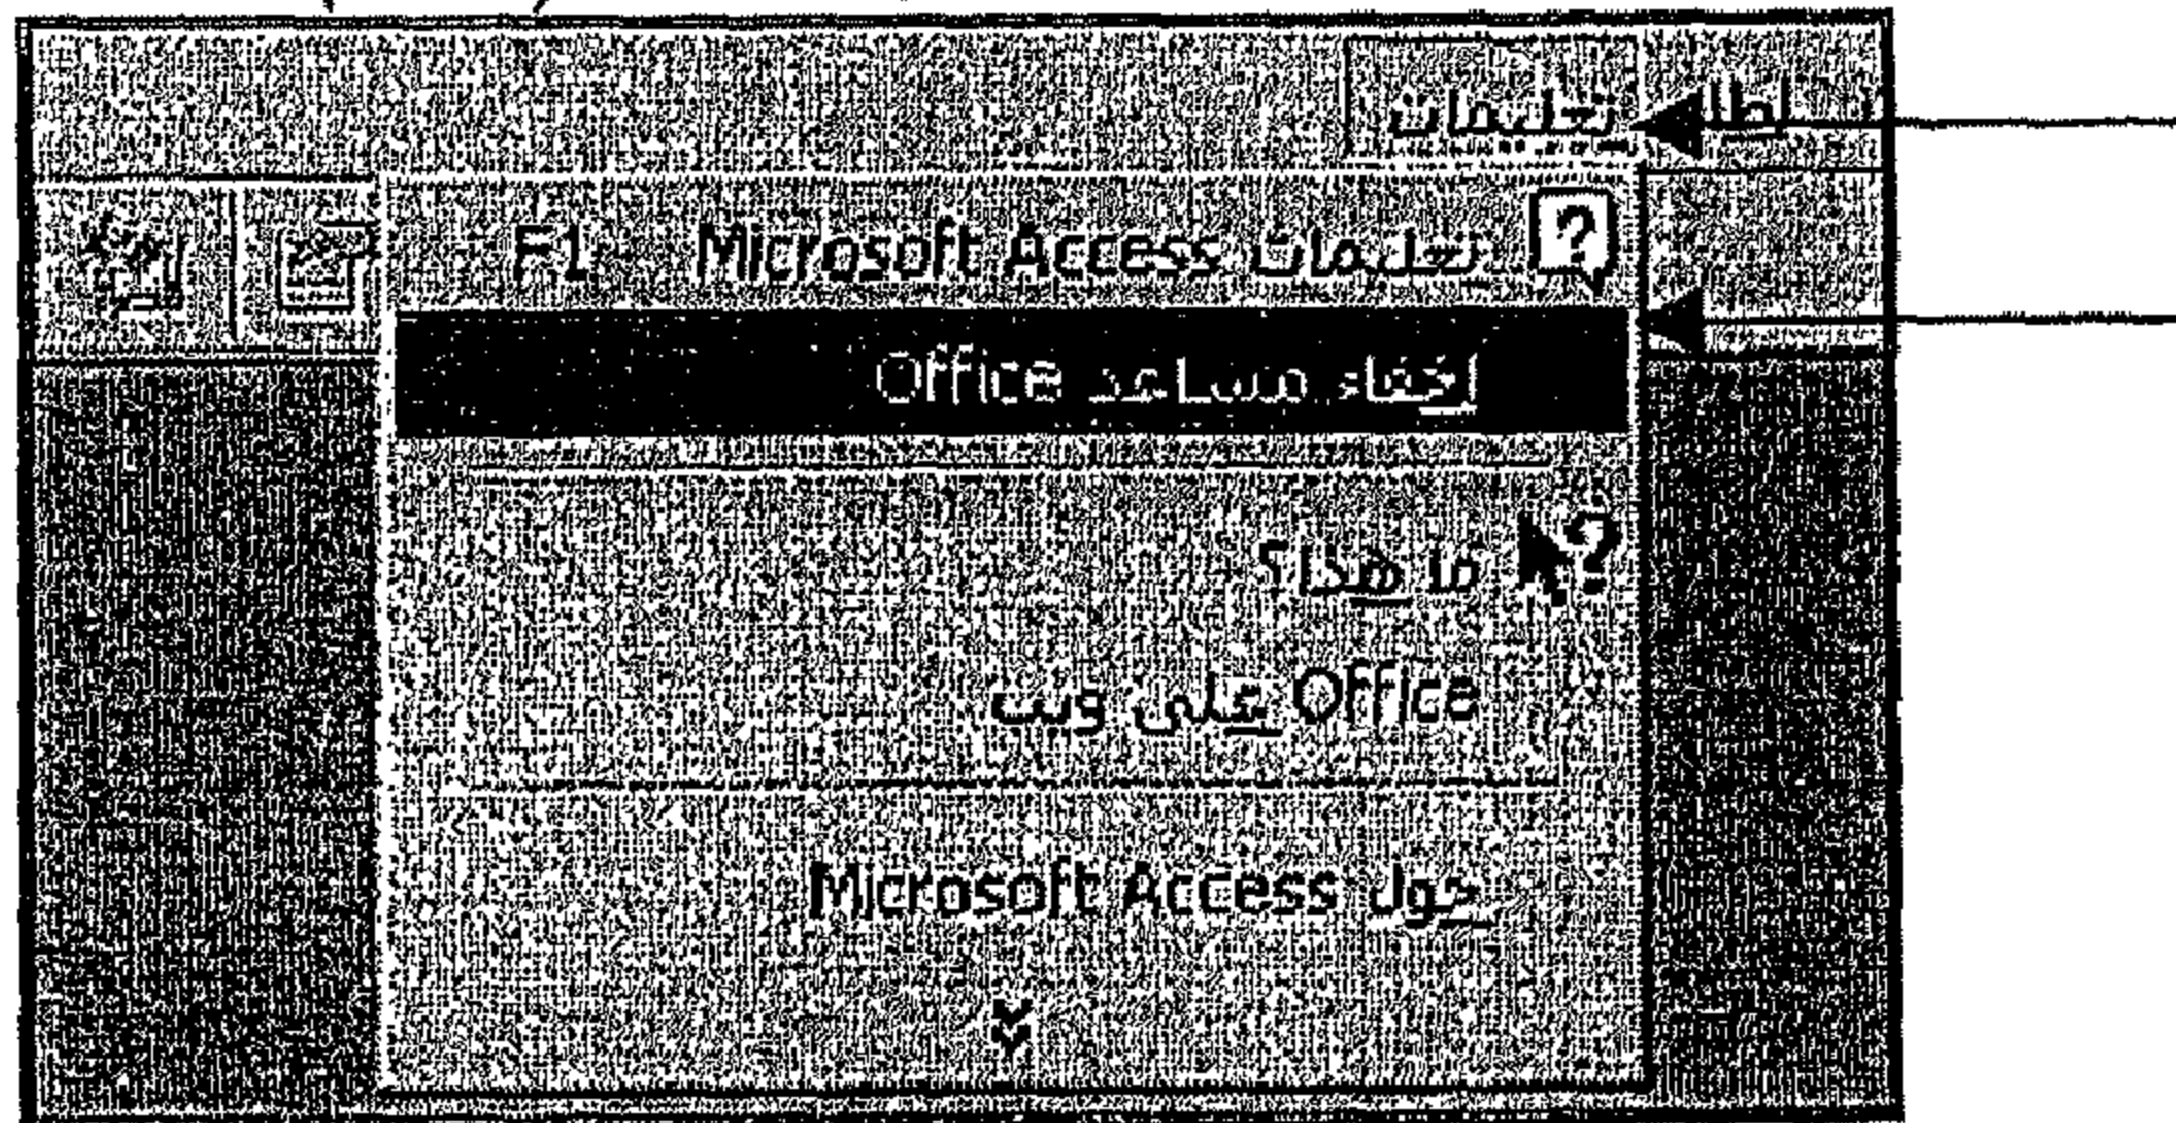 تعليمات
تعليمات Microsoft Access F1
إخفاء مساعد Office
ما هذا؟
Office على ويب
حول Microsoft Access